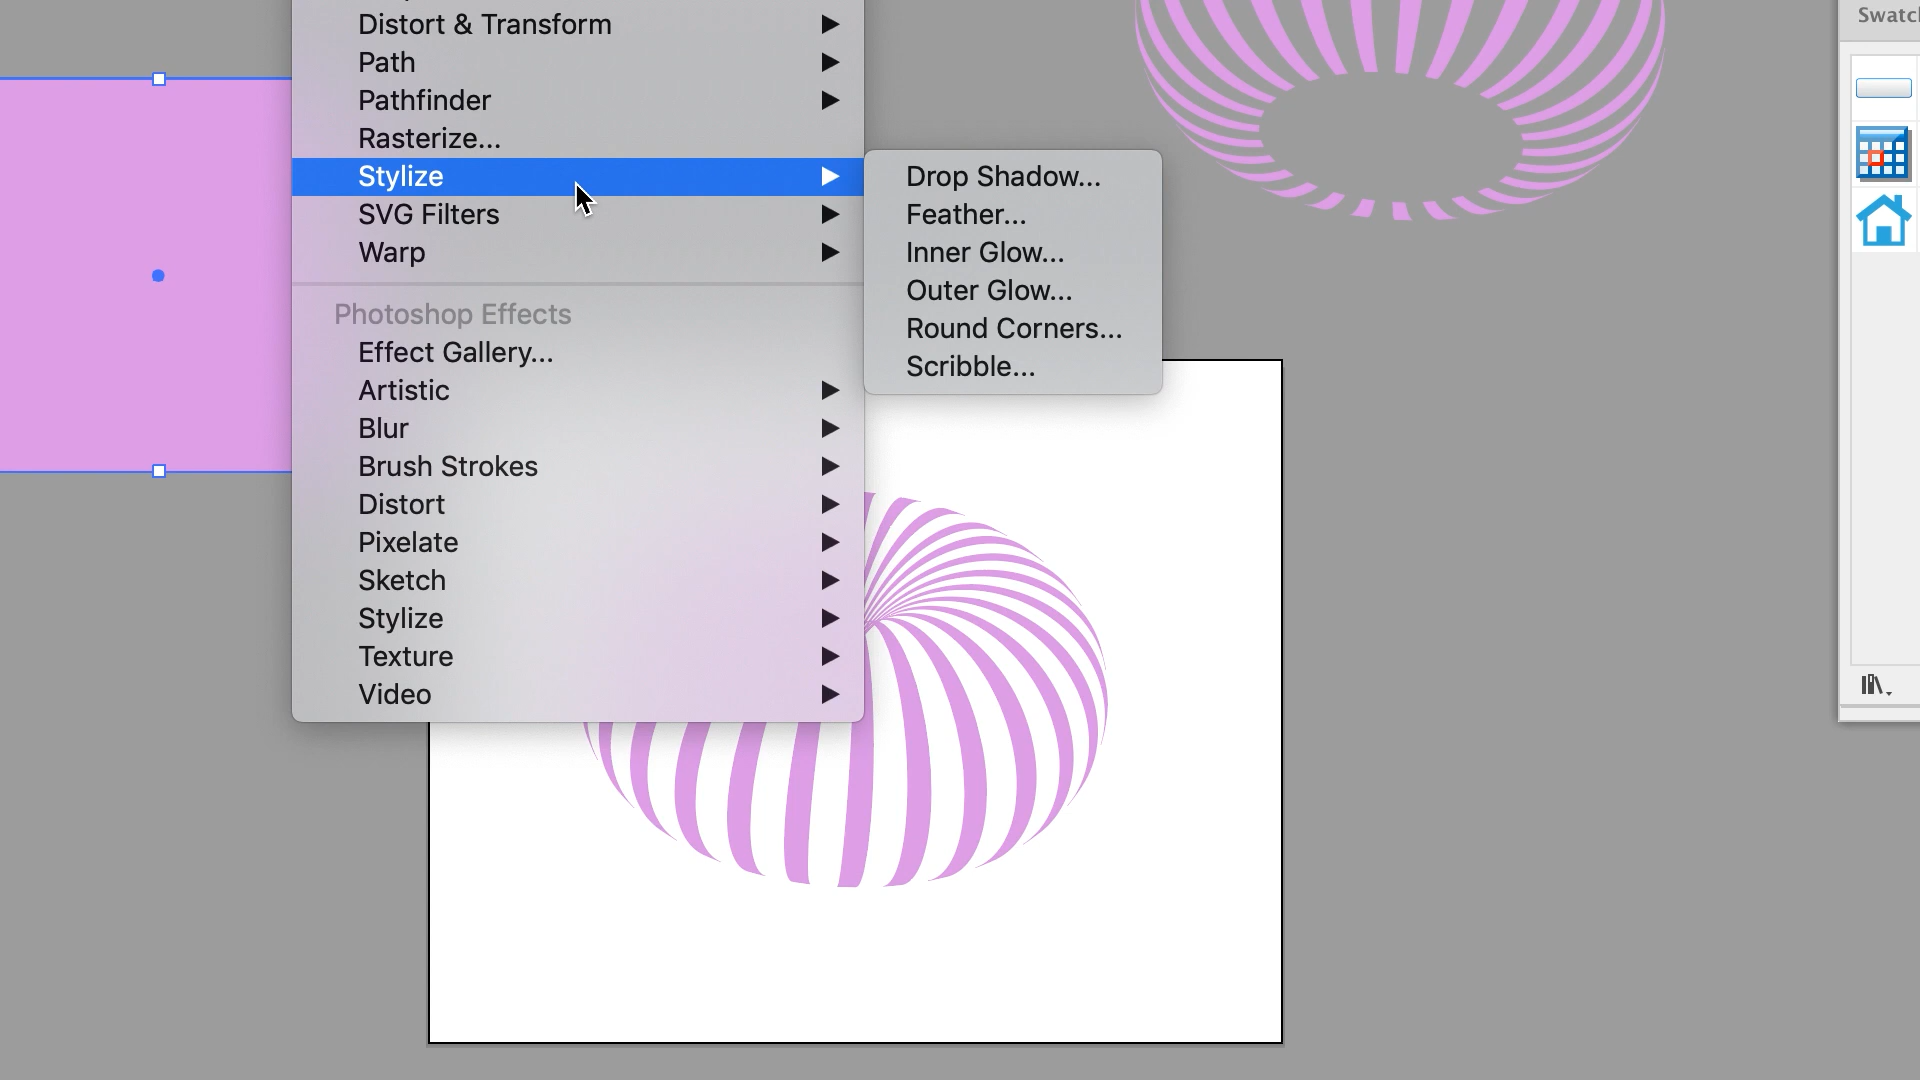 Swatch
Distort & Transform
Path
Pathfinder
Rasterize...
Stylize
SVG Filters
Warp
Drop Shadow...
Feather...
Inner Glow...
Outer Glow...
Round Corners...
Scribble...
Photoshop Effects
Effect Gallery...
Artistic
Blur
Brush Strokes
Distort
Pixelate
Sketch
Stylize
Texture
Video